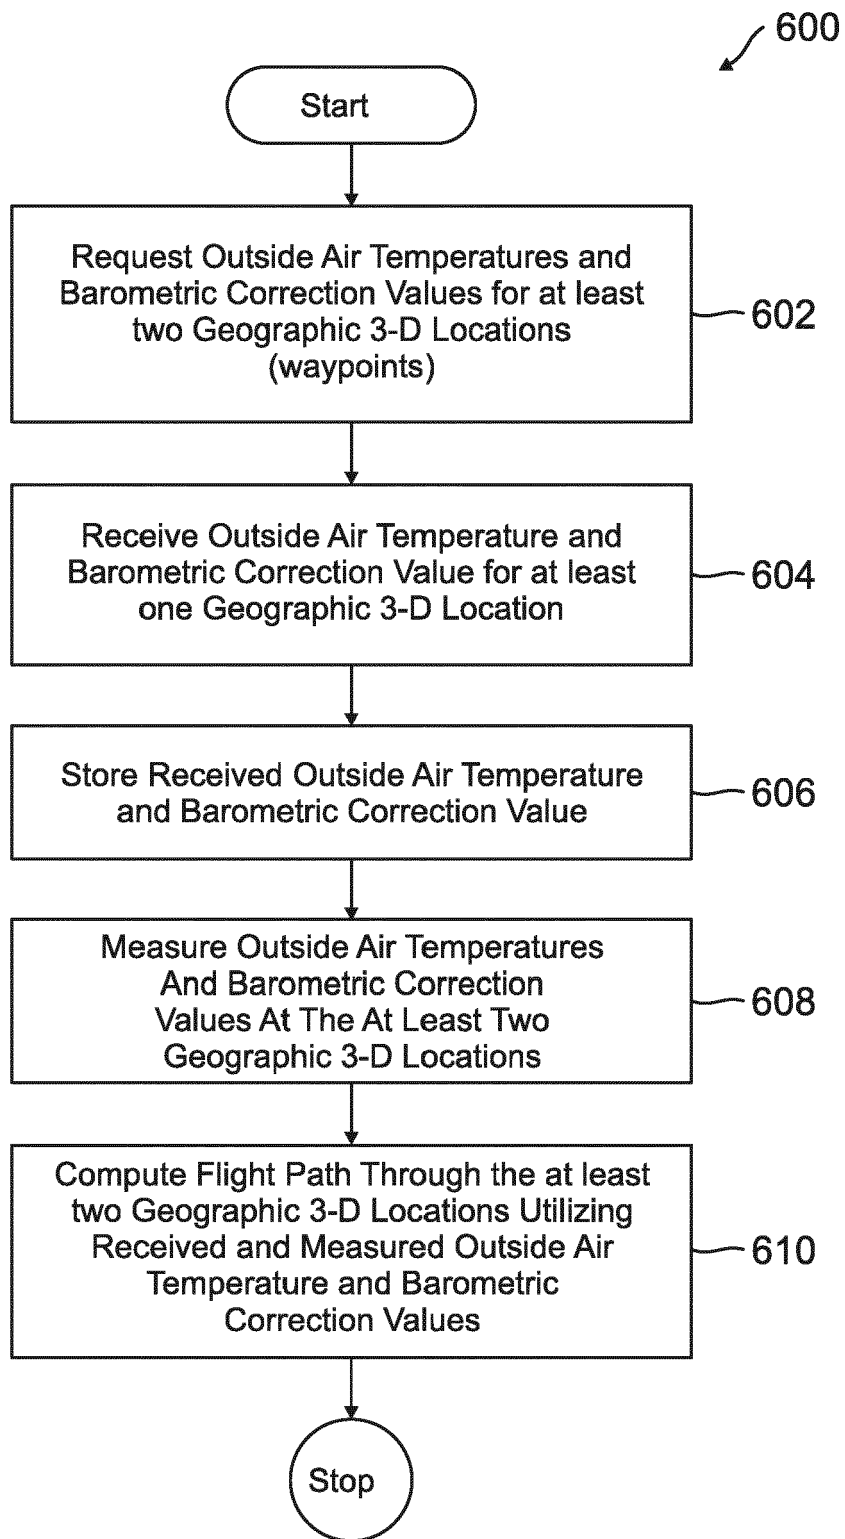 600
Start
Request Outside Air Temperatures and
Barometric Correction Values for at least
two Geographic 3-D Locations
(waypoints)
602
Receive Outside Air Temperature and
Barometric Correction Value for at least
one Geographic 3-D Location
604
Store Received Outside Air Temperature
and Barometric Correction Value
606
Measure Outside Air Temperatures
And Barometric Correction
Values At The At Least Two
Geographic 3-D Locations
608
Compute Flight Path Through the at least
two Geographic 3-D Locations Utilizing
Received and Measured Outside Air
Temperature and Barometric
Correction Values
610
Stop